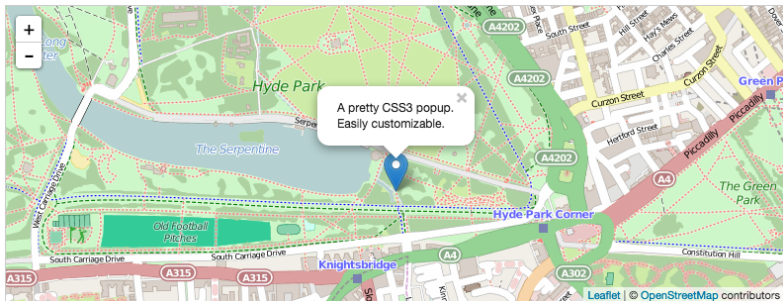 +
−
Long
A4202
South Street
Hill Street
Hay's Mews
Charles Street
Curzon Street
Hyde Park
A4202
Green P
Curzon Street
×
A pretty CSS3 popup.
Easily customizable.
Serpen
Hertford Street
Piccadilly
Piccadilly
The Serpentine
A4202
A4
West Carriage Drive
The Green
Park
Hyde Park Corner
Old Football
Pitches
South Carriage Drive
South Carriage Drive
A4
Constitution Hill
Knightsbridge
A315
A315
A302
Leaflet | © OpenStreetMap contributors